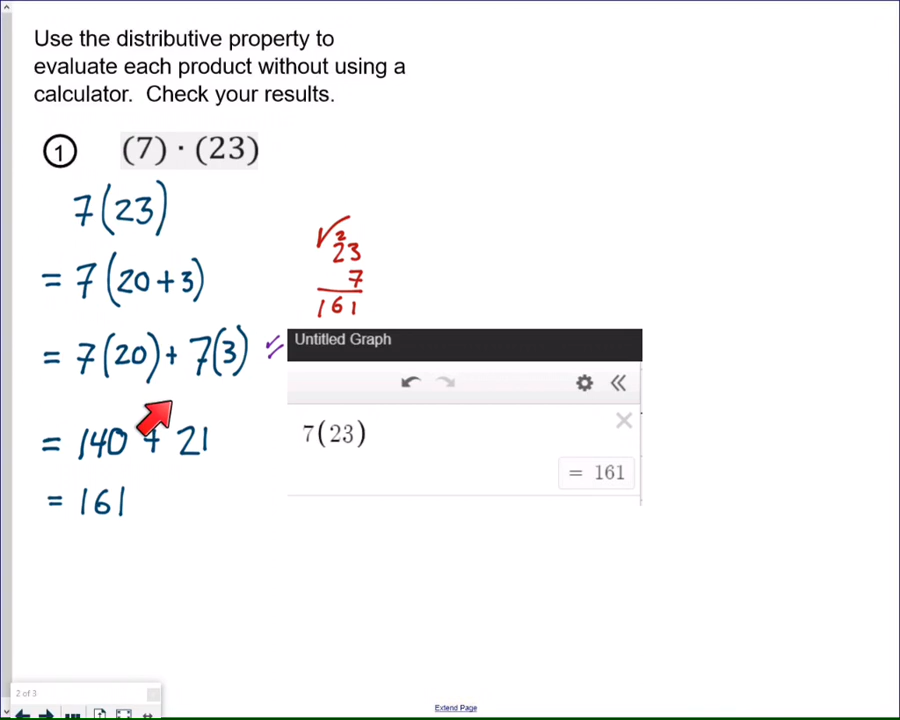 Use the distributive property to
evaluate each product without using a
calculator. Check your results.
① (7) · (23)
7(23)
= 7(20+3)
= 7(20) + 7(3)
= 140 + 21
= 161
√ 2
23
7
161
Untitled Graph
7(23)
= 161
2 of 3
Extend Page